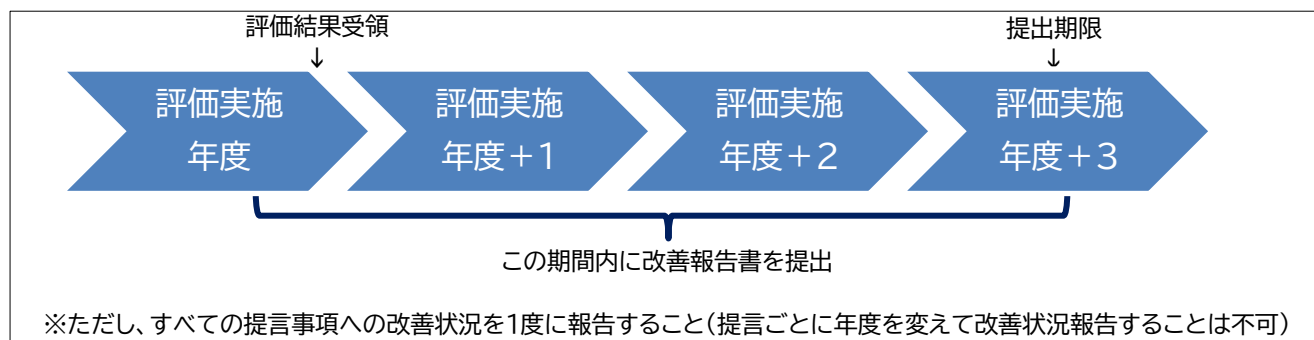 評価結果受領
↓
提出期限
↓
評価実施
年度
評価実施
年度＋1
評価実施
年度＋2
評価実施
年度＋3
この期間内に改善報告書を提出
※ただし、すべての提言事項への改善状況を1度に報告すること（提言ごとに年度を変えて改善状況報告することは不可）